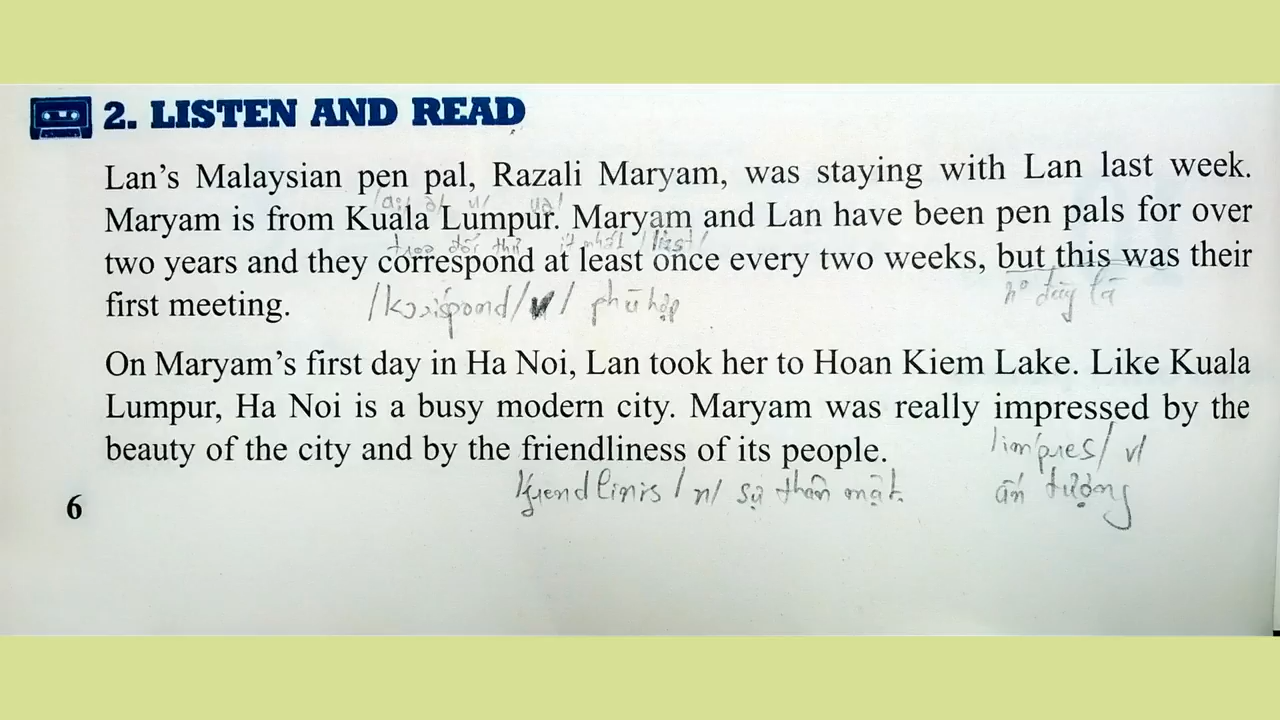 2. LISTEN AND READ
Lan's Malaysian pen pal, Razali Maryam, was staying with Lan last week.
Maryam is from Kuala Lumpur. Maryam and Lan have been pen pals for over
trao đổi thư ít nhất
two years and they correspond at least once every two weeks, but this was their
first meeting.
v/ phù hợp
đây là
On Maryam's first day in Ha Noi, Lan took her to Hoan Kiem Lake. Like Kuala
Lumpur, Ha Noi is a busy modern city. Maryam was really impressed by the
beauty of the city and by the friendliness of its people.
/im'pres/ v/
n/ sự thân mật
ấn tượng
6